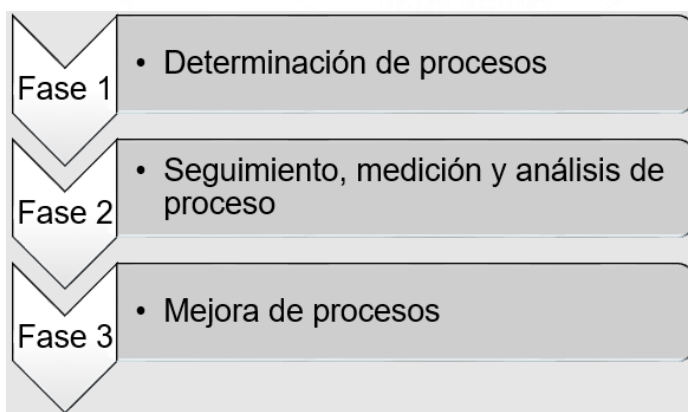 Fase 1
• Determinación de procesos
Fase 2
• Seguimiento, medición y análisis de
proceso
Fase 3
• Mejora de procesos